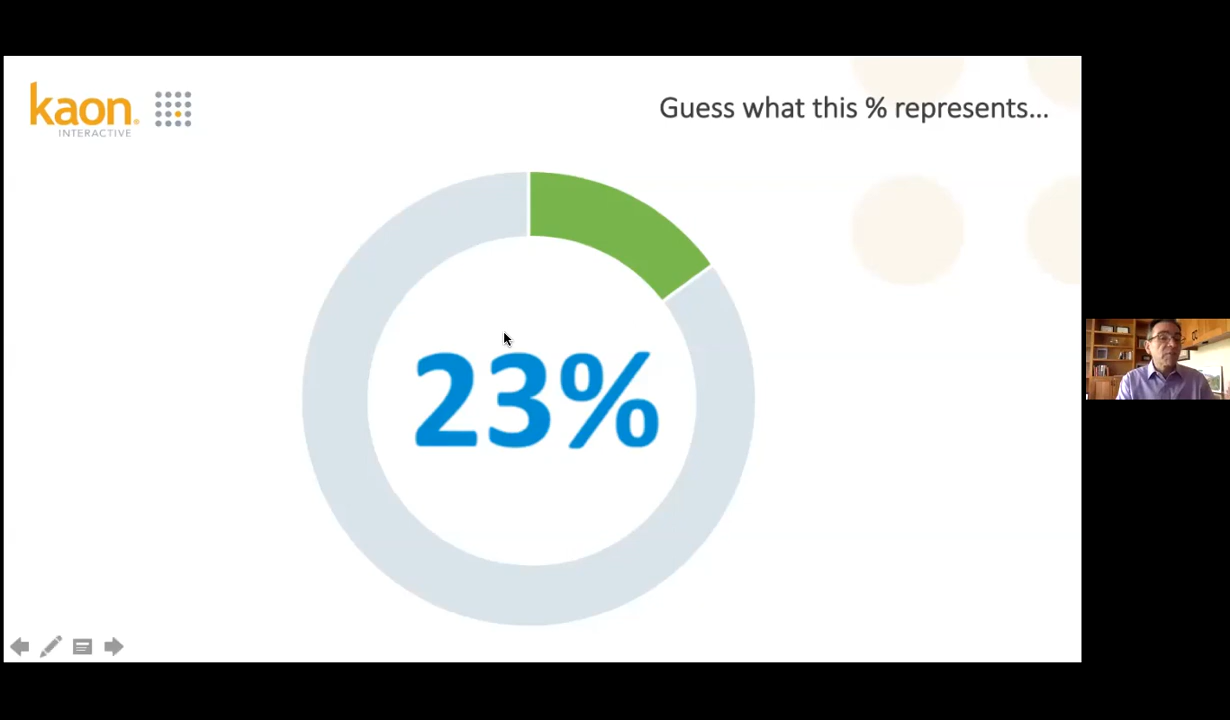 kaon.
INTERACTIVE
Guess what this % represents...
23%